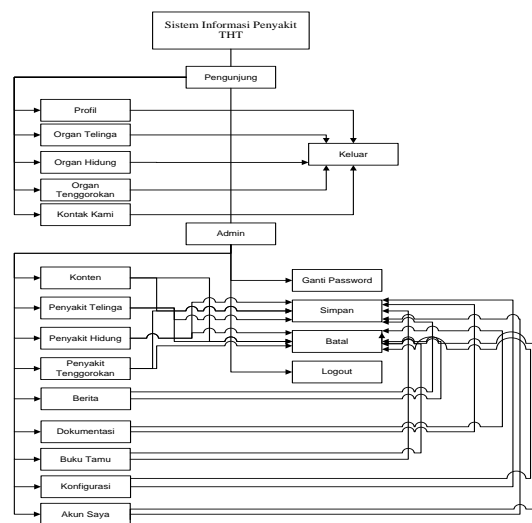 Sistem Informasi Penyakit
THT
Pengunjung
Profil
Organ Telinga
Organ Hidung
Keluar
Organ
Tenggorokan
Kontak Kami
Admin
Konten
Ganti Password
Penyakit Telinga
Simpan
Penyakit Hidung
Batal
Penyakit
Tenggorokan
Logout
Berita
Dokumentasi
Buku Tamu
Konfigurasi
Akun Saya